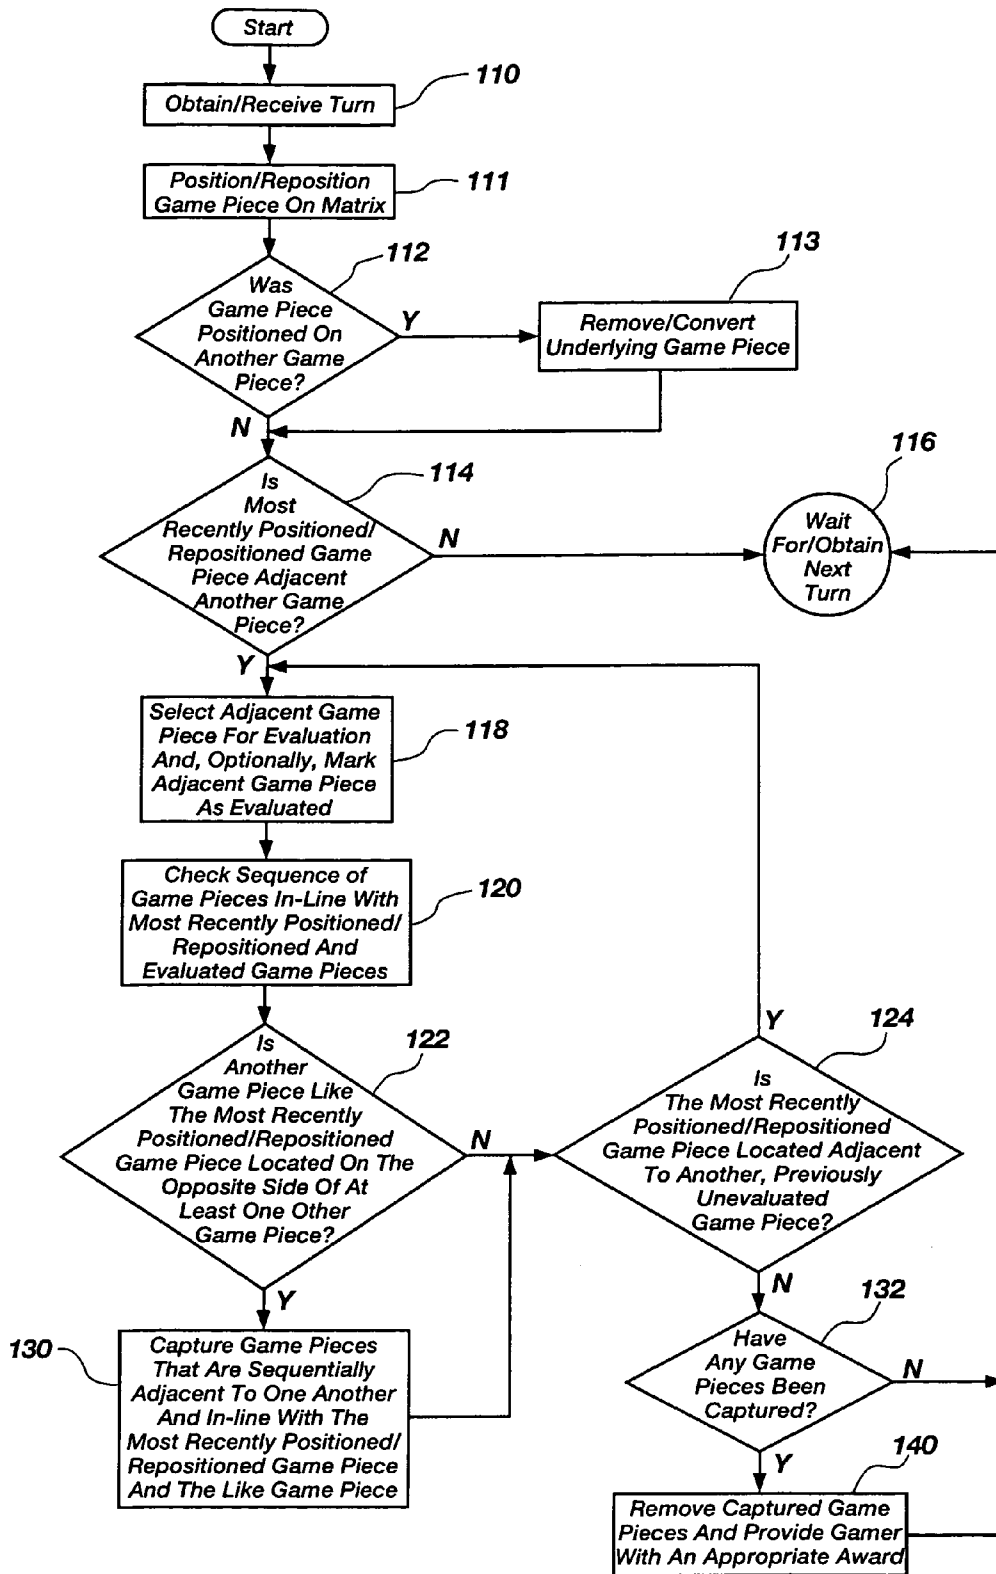 Start
110
Obtain/Receive Turn
Position/Reposition
Game Piece On Matrix
111
112
Was
Game Piece
Positioned On
Another Game
Piece?
Y
N
113
Remove/Convert
Underlying Game Piece
114
Is
Most
Recently Positioned/
Repositioned Game
Piece Adjacent
Another Game
Piece?
N
Y
116
Wait
For/Obtain
Next
Turn
Select Adjacent Game
Piece For Evaluation
And, Optionally, Mark
Adjacent Game Piece
As Evaluated
118
Check Sequence of
Game Pieces In-Line With
Most Recently Positioned/
Repositioned And
Evaluated Game Pieces
120
122
Is
Another
Game Piece Like
The Most Recently
Positioned/Repositioned
Game Piece Located On The
Opposite Side Of At
Least One Other
Game Piece?
N
Y
124
Y
Is
The Most Recently
Positioned/Repositioned
Game Piece Located Adjacent
To Another, Previously
Unevaluated
Game Piece?
N
130
Capture Game Pieces
That Are Sequentially
Adjacent To One Another
And In-line With The
Most Recently Positioned/
Repositioned Game Piece
And The Like Game Piece
132
Have
Any Game
Pieces Been
Captured?
N
Y
140
Remove Captured Game
Pieces And Provide Gamer
With An Appropriate Award